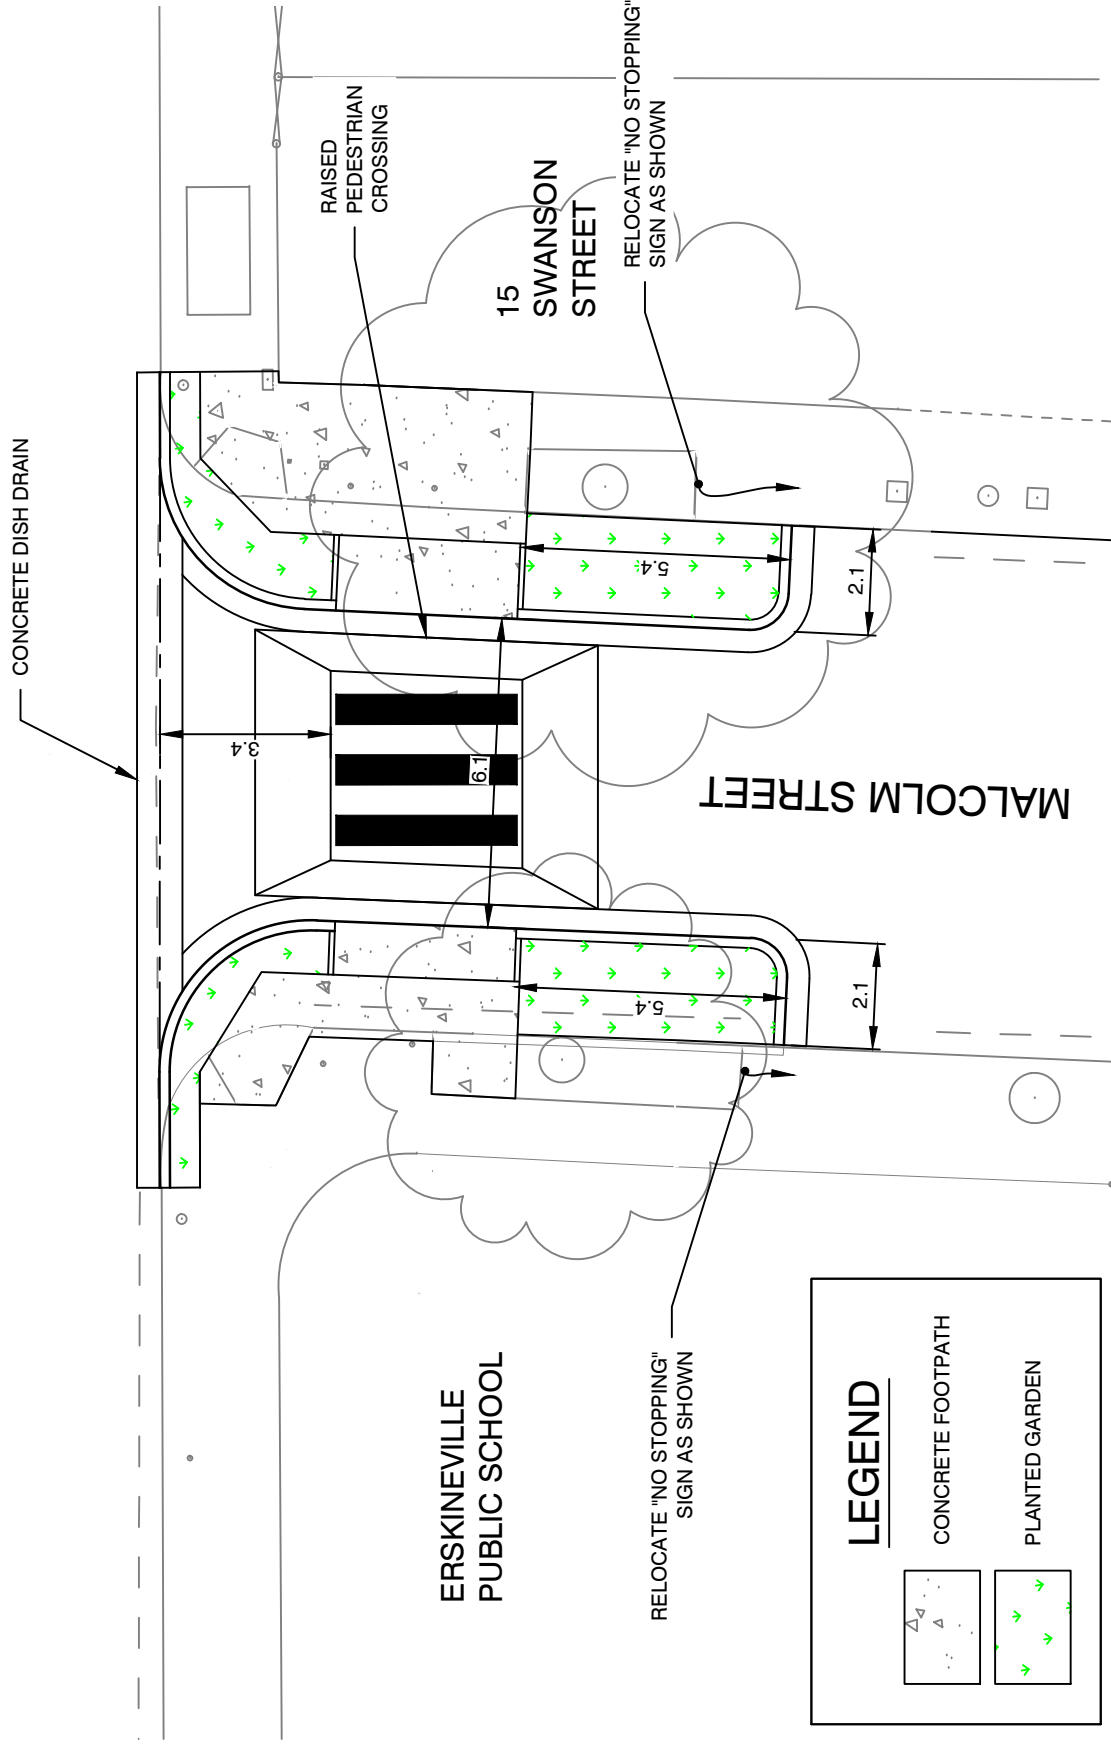 CONCRETE DISH DRAIN
RAISED
PEDESTRIAN
CROSSING
15
SWANSON
STREET
RELOCATE "NO STOPPING"
SIGN AS SHOWN
3.4
6.1
5.4
2.1
5.4
2.1
MALCOLM STREET
ERSKINEVILLE
PUBLIC SCHOOL
RELOCATE "NO STOPPING"
SIGN AS SHOWN
LEGEND
CONCRETE FOOTPATH
PLANTED GARDEN